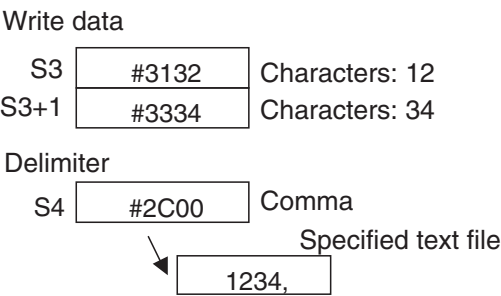 Write data
S3 #3132 Characters: 12
S3+1 #3334 Characters: 34
Delimiter
S4 #2C00 Comma
Specified text file
1234,